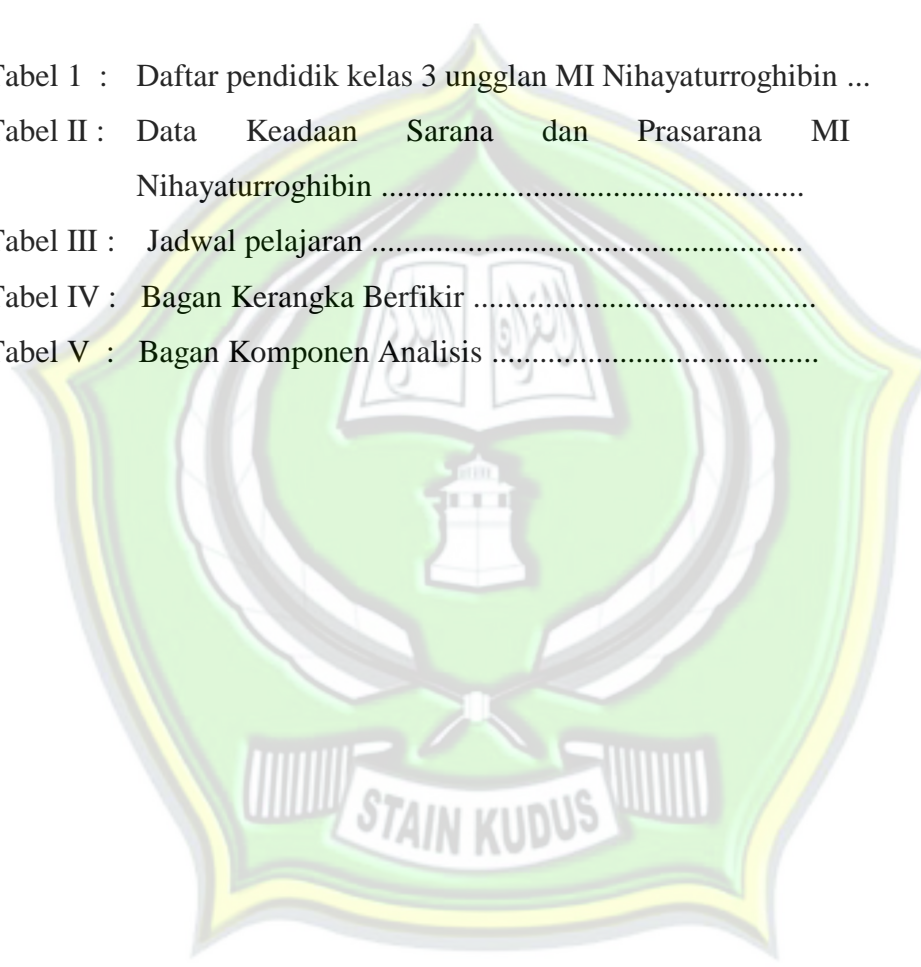 Tabel 1 : Daftar pendidik kelas 3 ungglan MI Nihayaturroghibin ...
Tabel II : Data Keadaan Sarana dan Prasarana MI
Nihayaturroghibin ....................................................
Tabel III : Jadwal pelajaran .....................................................
Tabel IV : Bagan Kerangka Berfikir ..........................................
Tabel V : Bagan Komponen Analisis ........................................
STAIN KUDUS